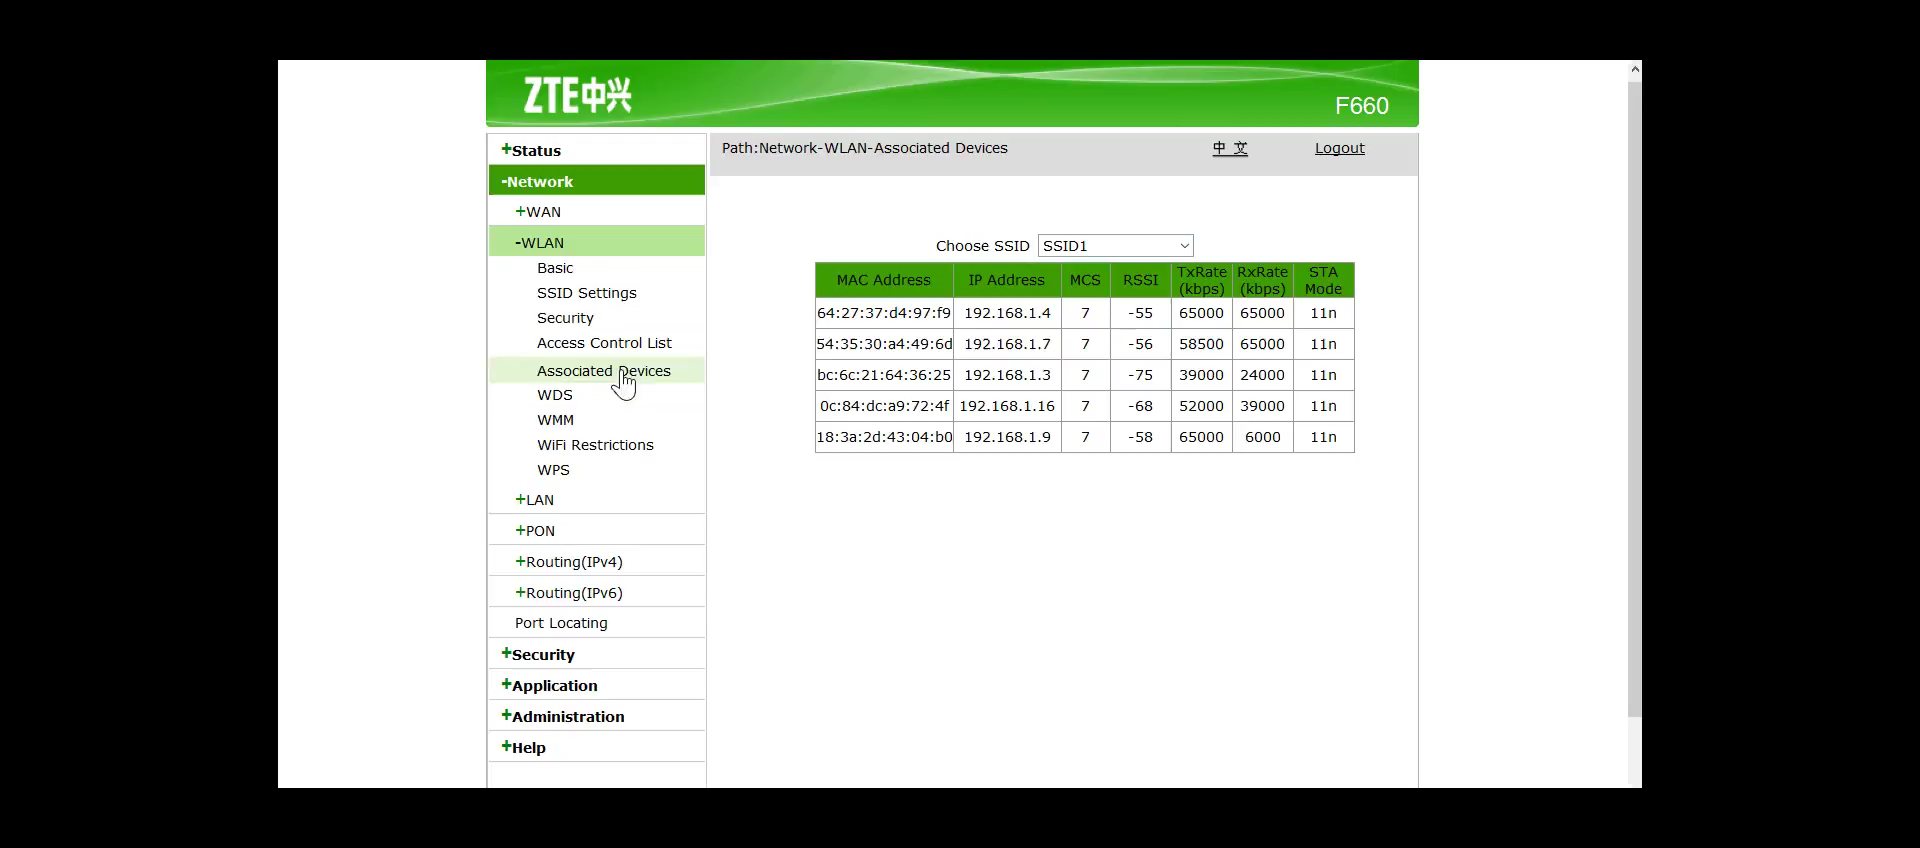 ZTE中兴
F660
+Status
-Network
+WAN
-WLAN
Basic
SSID Settings
Security
Access Control List
Associated Devices
WDS
WMM
WiFi Restrictions
WPS
+LAN
+PON
+Routing(IPv4)
+Routing(IPv6)
Port Locating
+Security
+Application
+Administration
+Help
Path:Network-WLAN-Associated Devices 中 文 Logout
Choose SSID SSID1
MAC Address IP Address MCS RSSI TxRate (kbps) RxRate (kbps) STA Mode
64:27:37:d4:97:f9 192.168.1.4 7 -55 65000 65000 11n
54:35:30:a4:49:6d 192.168.1.7 7 -56 58500 65000 11n
bc:6c:21:64:36:25 192.168.1.3 7 -75 39000 24000 11n
0c:84:dc:a9:72:4f 192.168.1.16 7 -68 52000 39000 11n
18:3a:2d:43:04:b0 192.168.1.9 7 -58 65000 6000 11n